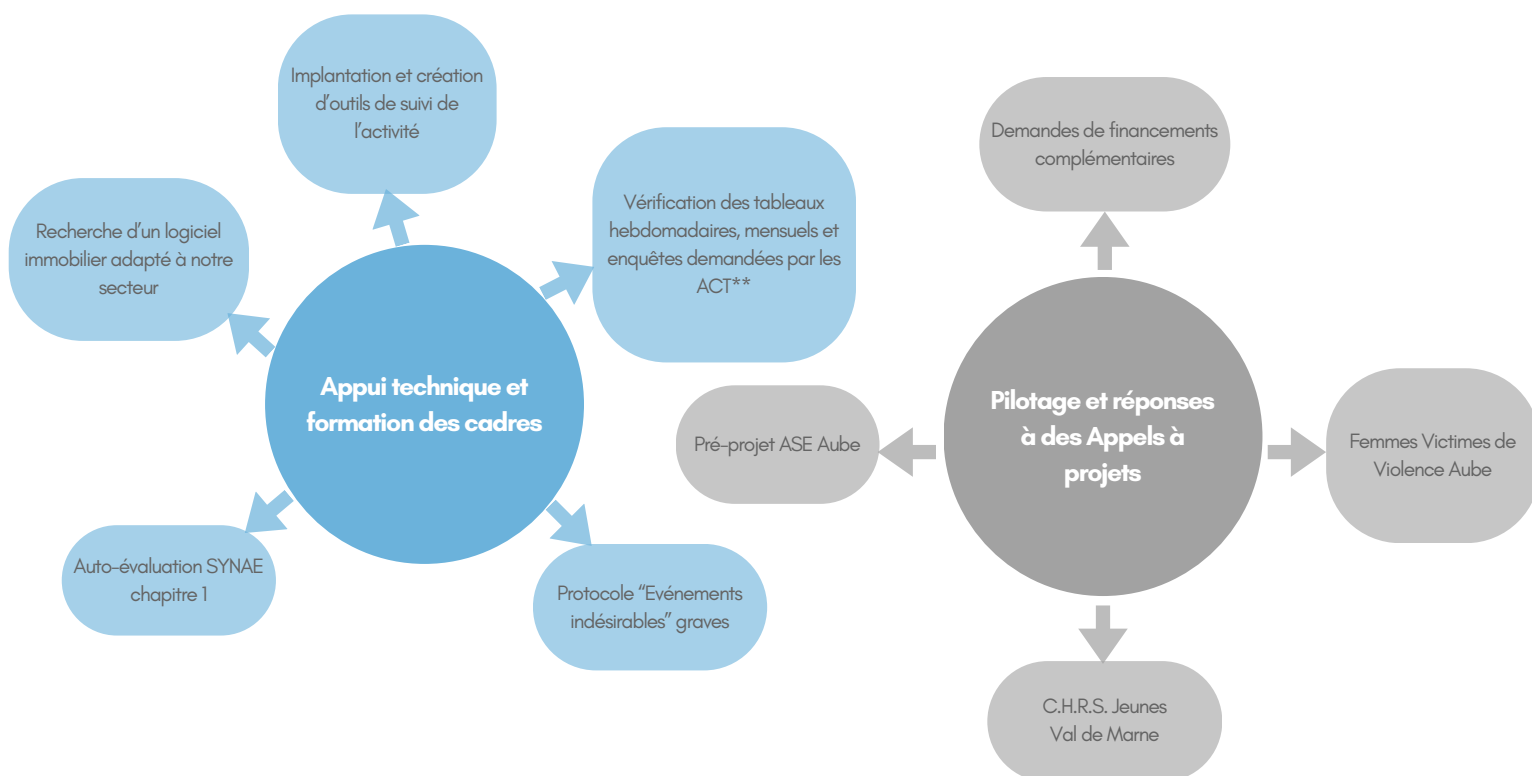 Implantation et création
d'outils de suivi de
l'activité
Vérification des tableaux
hebdomadaires, mensuels et
enquêtes demandées par les
ACT**
Recherche d'un logiciel
immobilier adapté à notre
secteur
Appui technique et
formation des cadres
Auto-évaluation SYNAE
chapitre 1
Protocole "Evénements
indésirables" graves
Demandes de financements
complémentaires
Pré-projet ASE Aube
Pilotage et réponses
à des Appels à
projets
Femmes Victimes de
Violence Aube
C.H.R.S. Jeunes
Val de Marne